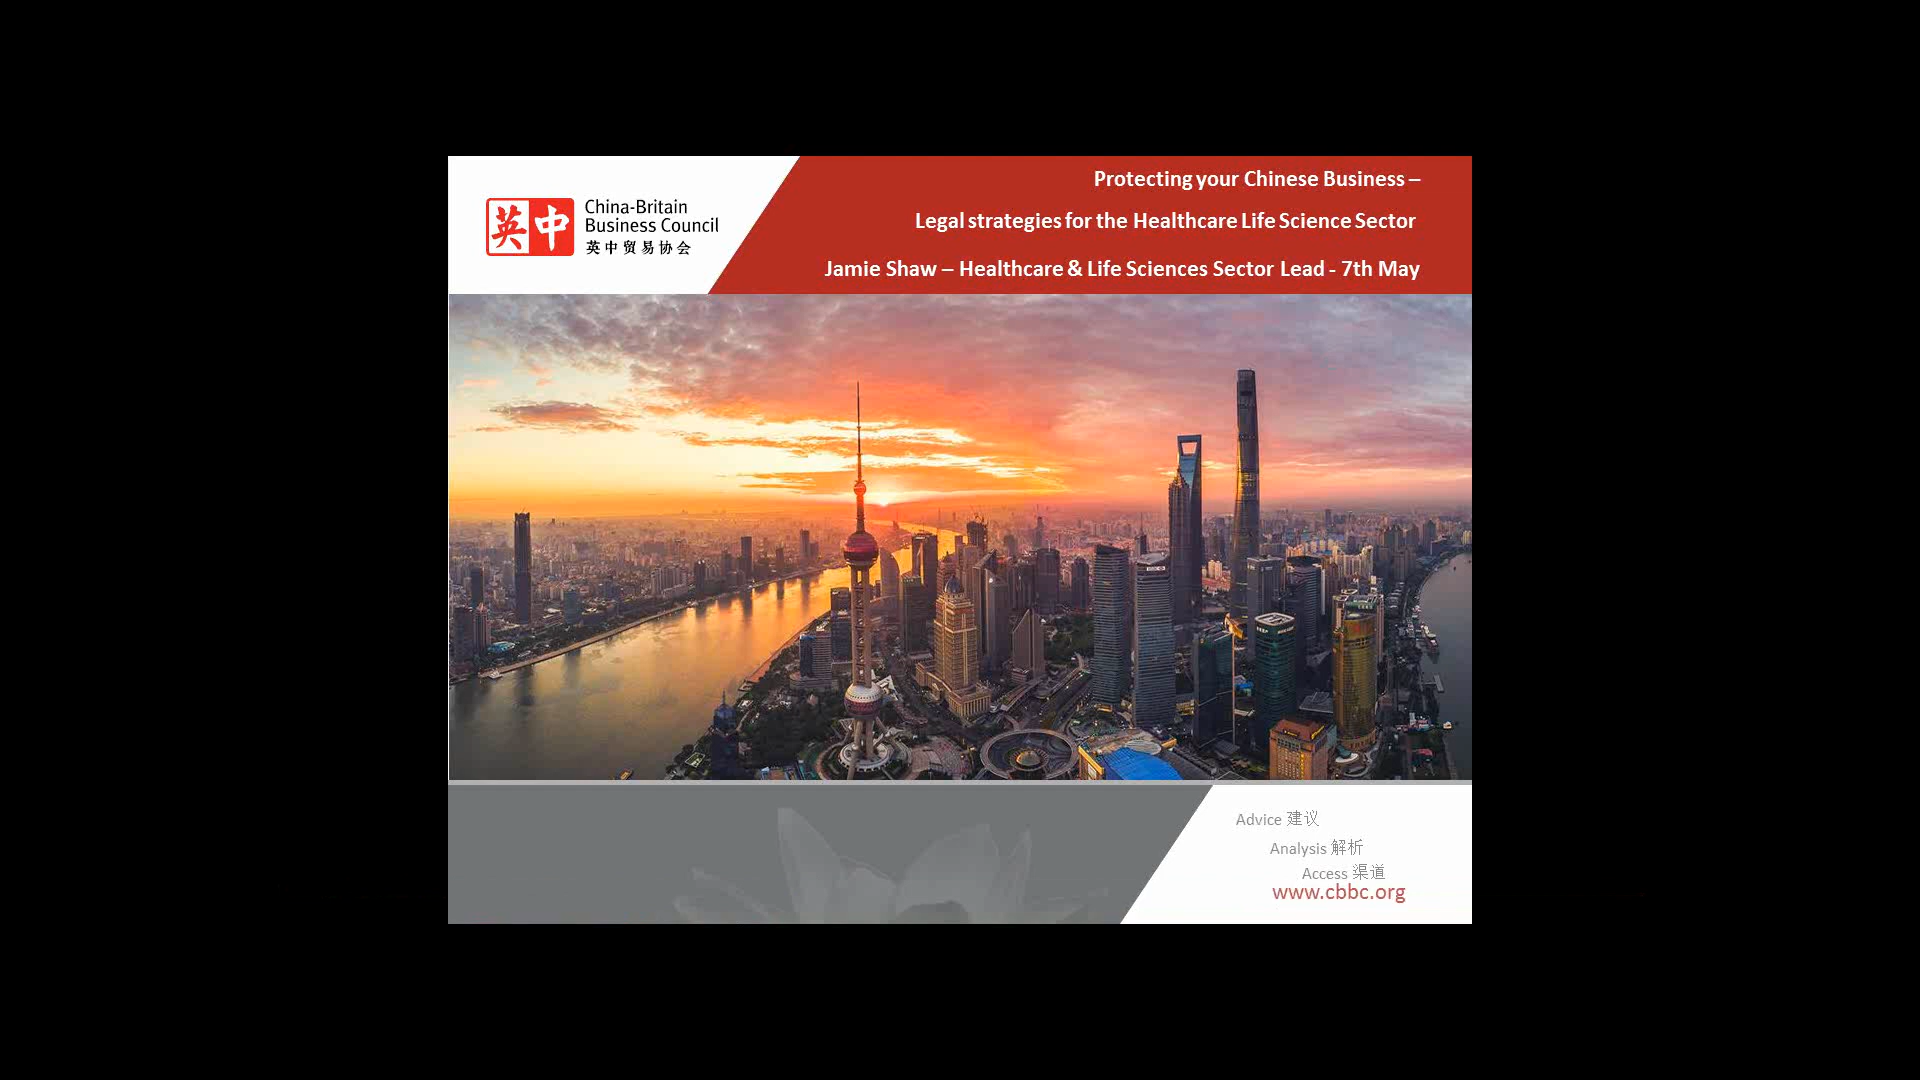 Protecting your Chinese Business –
英中
China-Britain
Business Council
英中贸易协会
Legal strategies for the Healthcare Life Science Sector
Jamie Shaw – Healthcare & Life Sciences Sector Lead - 7th May
Advice 建议
Analysis 解析
Access 渠道
www.cbbc.org